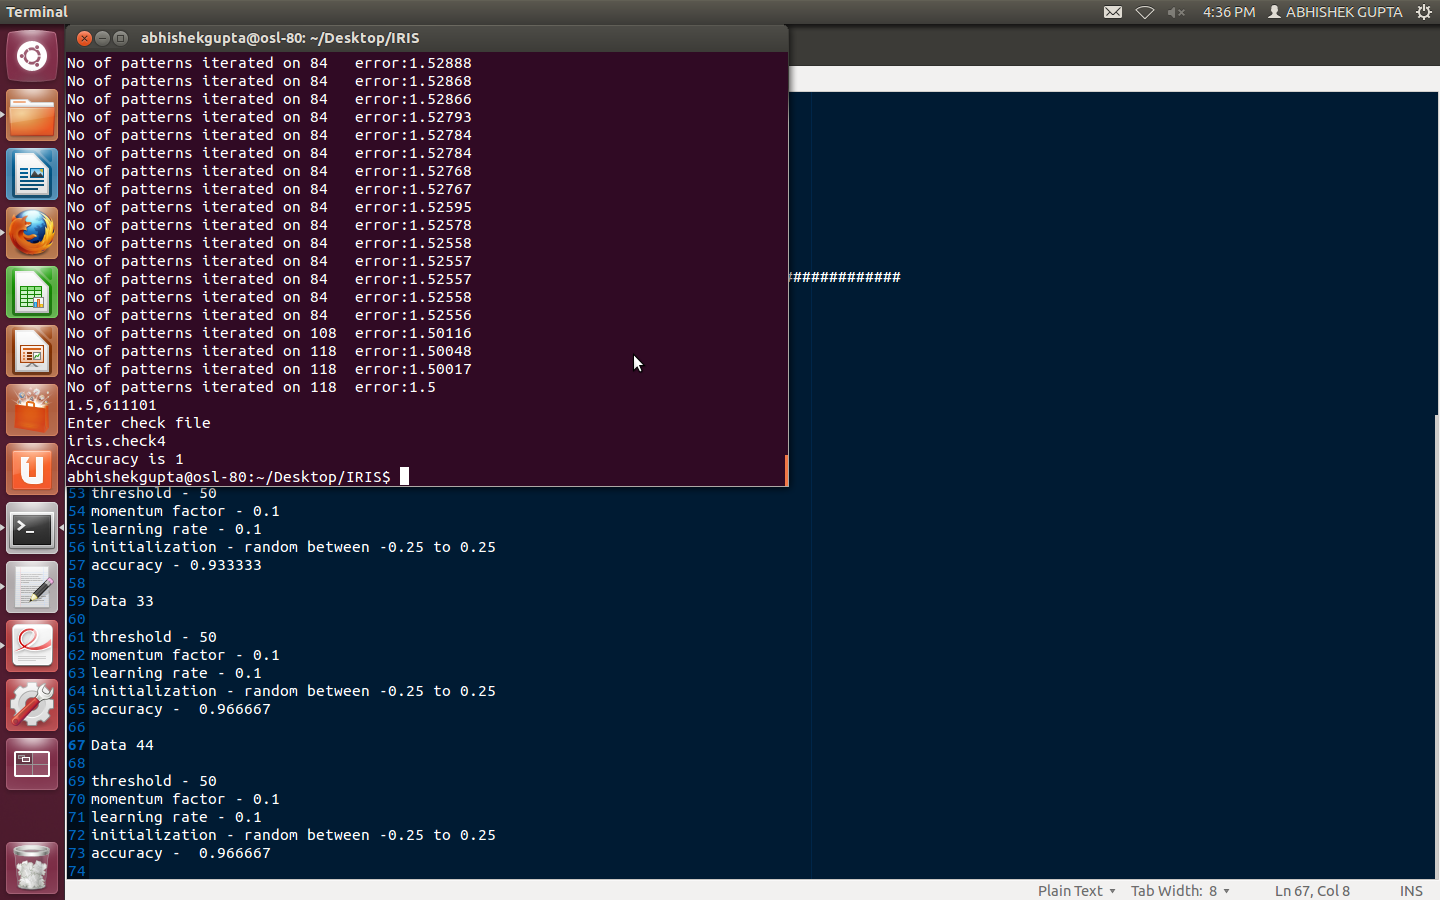 Terminal
4:36 PM
ABHISHEK GUPTA
abhishekgupta@osl-80: ~/Desktop/IRIS
No of patterns iterated on 84   error:1.52888
No of patterns iterated on 84   error:1.52868
No of patterns iterated on 84   error:1.52866
No of patterns iterated on 84   error:1.52793
No of patterns iterated on 84   error:1.52784
No of patterns iterated on 84   error:1.52784
No of patterns iterated on 84   error:1.52768
No of patterns iterated on 84   error:1.52767
No of patterns iterated on 84   error:1.52595
No of patterns iterated on 84   error:1.52578
No of patterns iterated on 84   error:1.52558
No of patterns iterated on 84   error:1.52557
No of patterns iterated on 84   error:1.52557
No of patterns iterated on 84   error:1.52558
No of patterns iterated on 84   error:1.52556
No of patterns iterated on 108  error:1.50116
No of patterns iterated on 118  error:1.50048
No of patterns iterated on 118  error:1.50017
No of patterns iterated on 118  error:1.5
1.5,611101
Enter check file
iris.check4
Accuracy is 1
abhishekgupta@osl-80:~/Desktop/IRIS$
############
53 threshold - 50
54 momentum factor - 0.1
55 learning rate - 0.1
56 initialization - random between -0.25 to 0.25
57 accuracy - 0.933333
58
59 Data 33
60
61 threshold - 50
62 momentum factor - 0.1
63 learning rate - 0.1
64 initialization - random between -0.25 to 0.25
65 accuracy -  0.966667
66
67 Data 44
68
69 threshold - 50
70 momentum factor - 0.1
71 learning rate - 0.1
72 initialization - random between -0.25 to 0.25
73 accuracy -  0.966667
74
Plain Text
Tab Width: 8
Ln 67, Col 8
INS